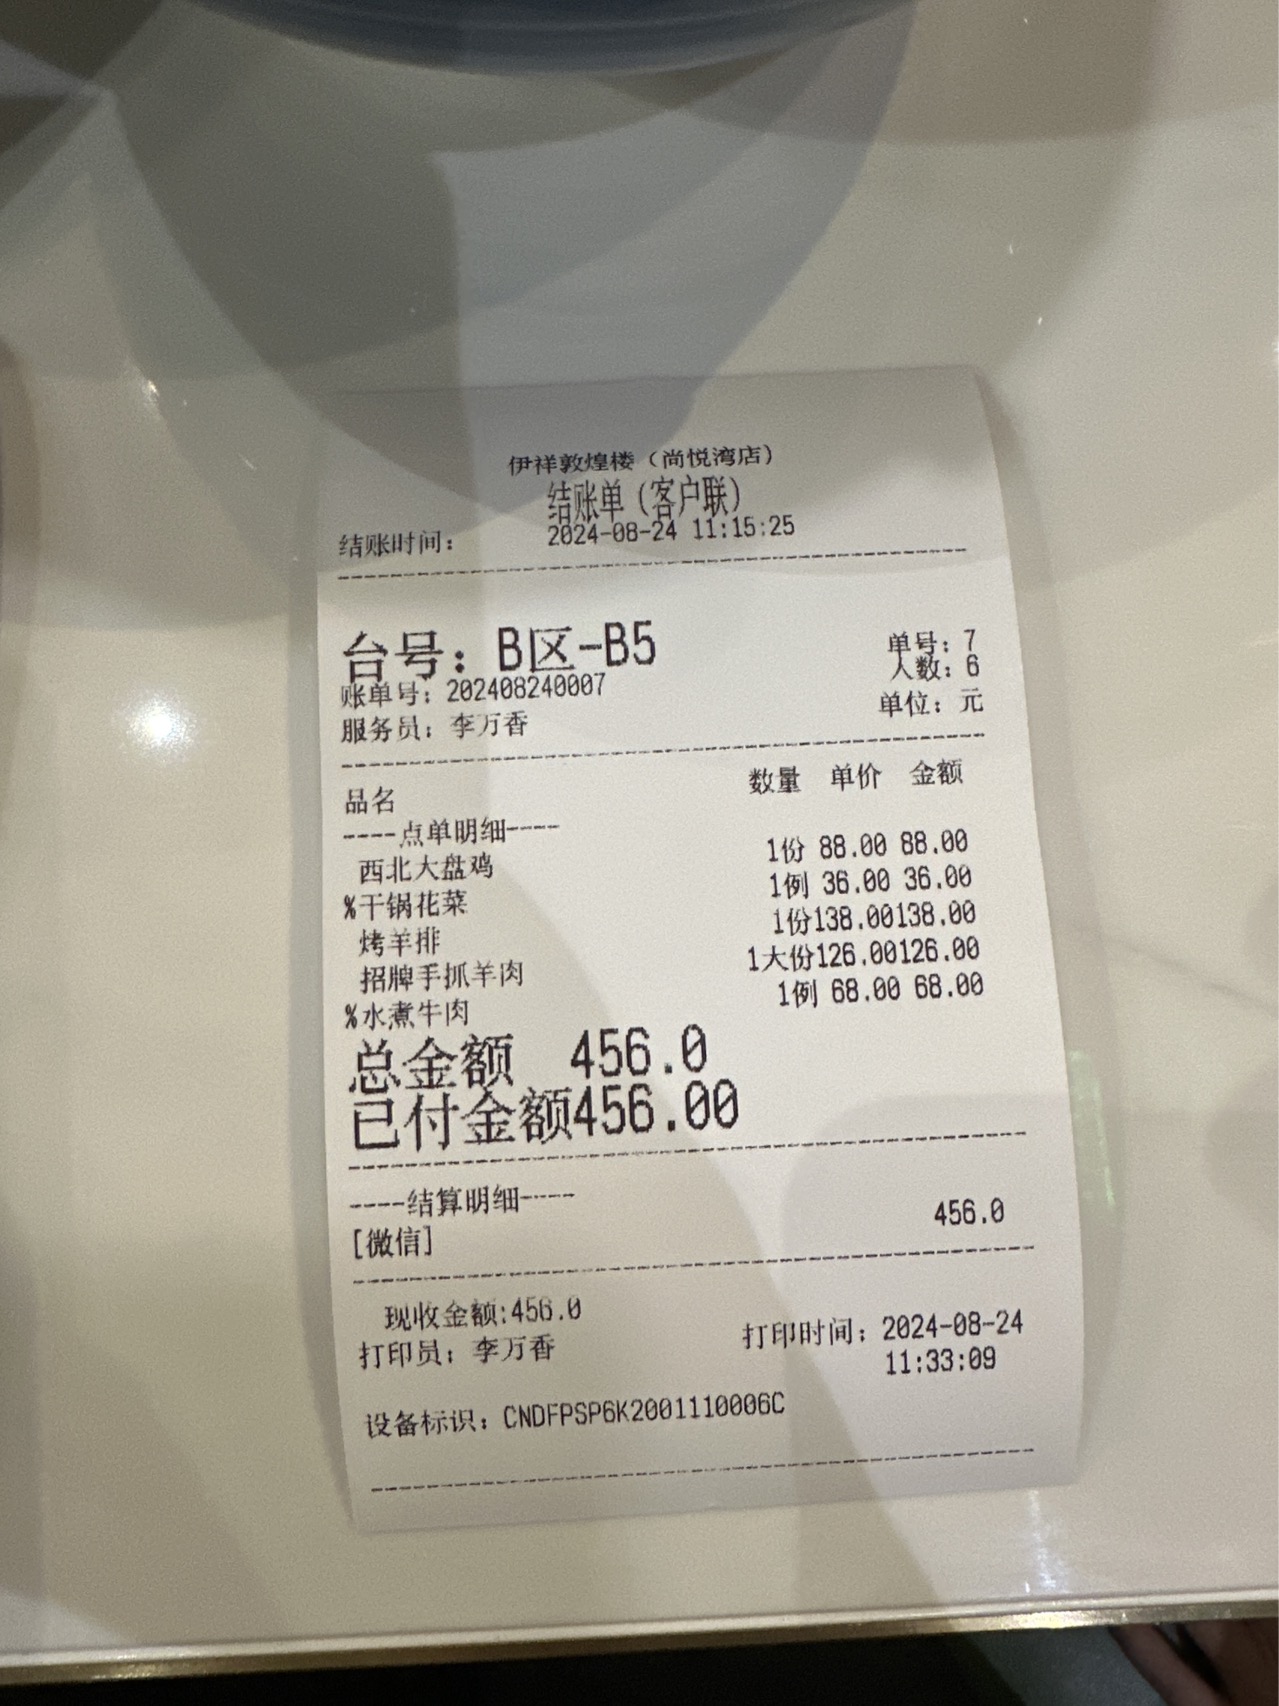 伊祥敦煌楼（尚悦湾店）
结账单（客户联）
结账时间： 2024-08-24 11:15:25
台号：B区-B5 单号：7
账单号：202408240007 人数：6
服务员：李万香 单位：元
品名 数量 单价 金额
----点单明细----
西北大盘鸡 1份 88.00 88.00
%干锅花菜 1例 36.00 36.00
烤羊排 1份138.00138.00
招牌手抓羊肉 1大份126.00126.00
%水煮牛肉 1例 68.00 68.00
总金额 456.0
已付金额456.00
----结算明细----
[微信] 456.0
现收金额:456.0
打印员：李万香 打印时间：2024-08-24
11:33:09
设备标识：CNDFPSP6K2001110006C